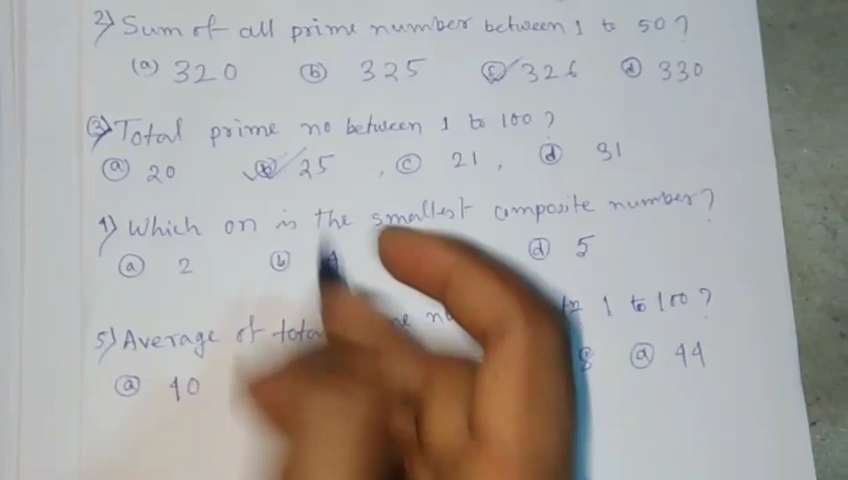 2) Sum of all prime number between 1 to 50?
(a) 320 (b) 325 (c) 326 (d) 330
(3) Total prime no between 1 to 100?
(a) 20 (b) 25, (c) 21, (d) 31
4) Which on is the smallest composite number?
(a) 2 (b) 4 (d) 5
5) Average of 1 to 100?
(a) 40 8 (d) 44